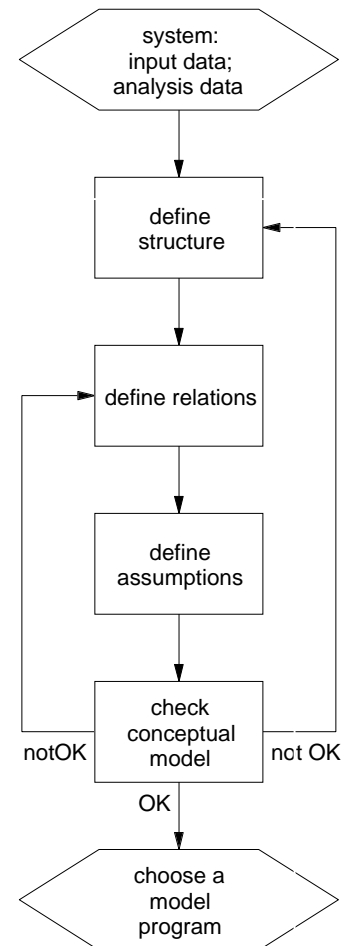 system:
input data;
analysis data
define
structure
define relations
define
assumptions
check
conceptual
model
notOK
not OK
OK
choose a
model
program